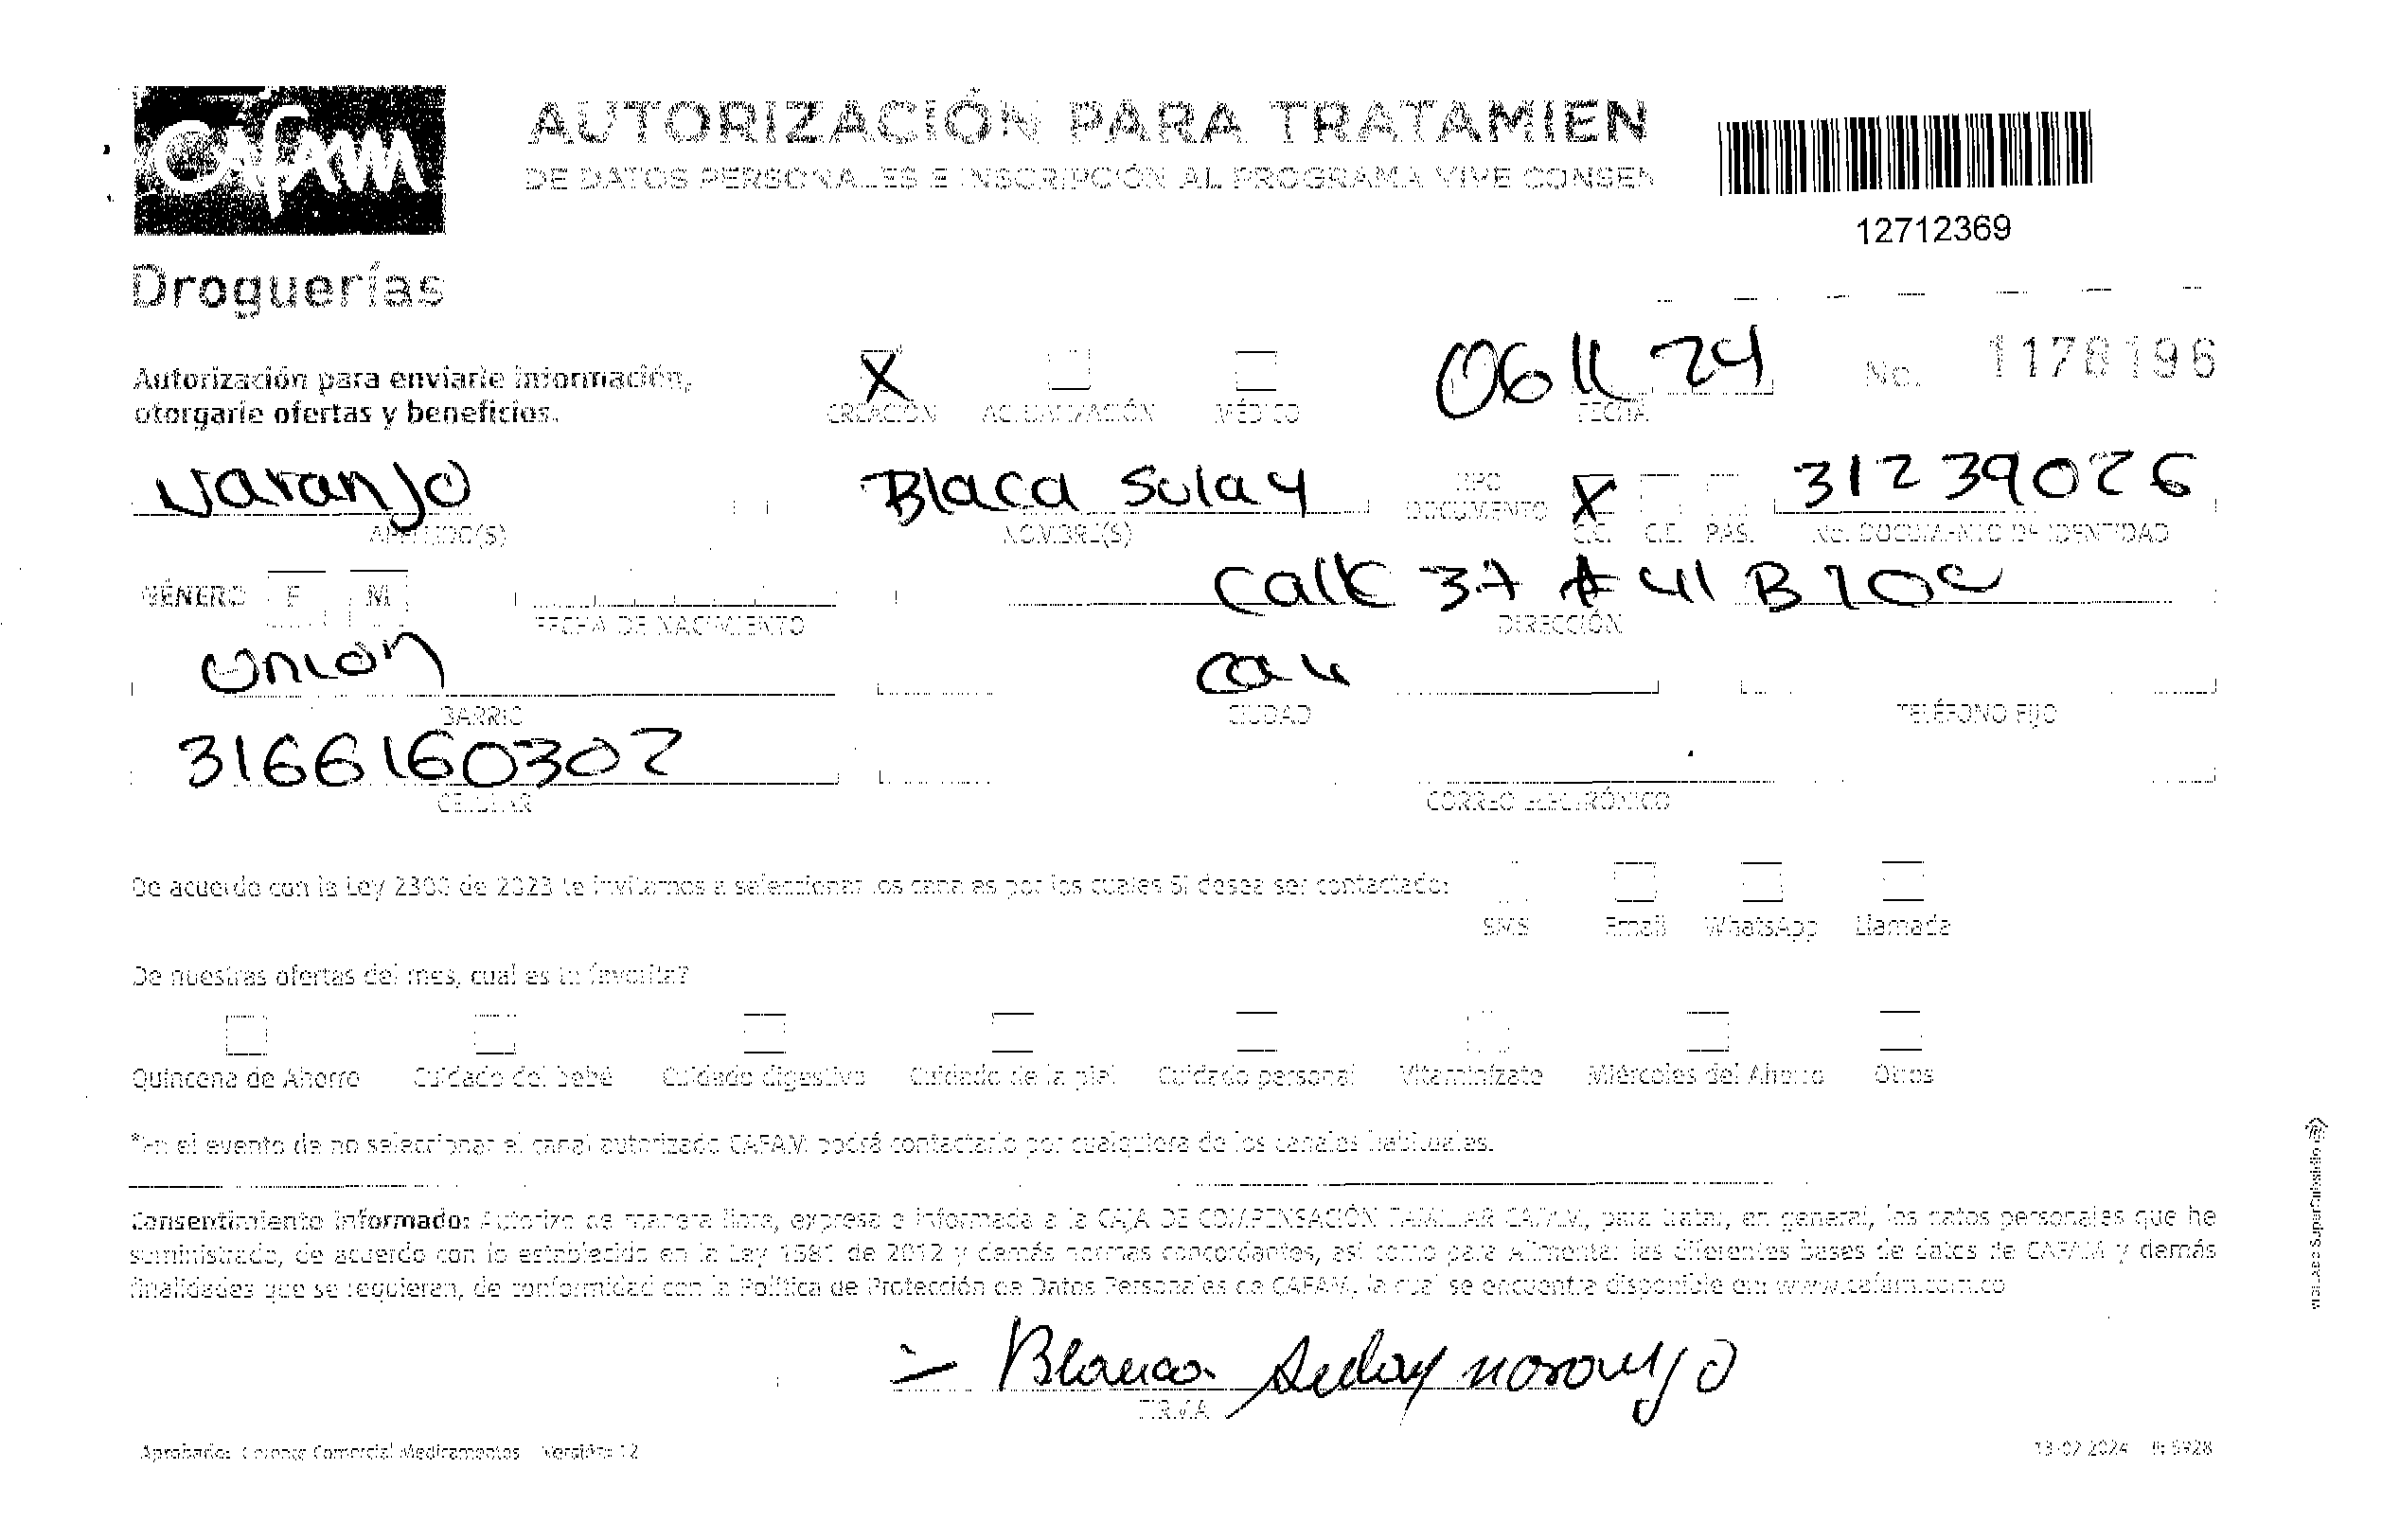 Cafam
Droguerías
AUTORIZACIÓN PARA TRATAMIEN
DE DATOS PERSONALES E INSCRIPCIÓN AL PROGRAMA VIVE CONSEN
12712369
Autorización para enviarle información,
otorgarle ofertas y beneficios.
X CREACIÓN ACTUALIZACIÓN MÉDICO
06 11 24 FECHA
No. 1178196
Naranjo
APELLIDO(S)
Blaca Sulay
NOMBRE(S)
TIPO DOCUMENTO X C.C. C.E. PAS.
31239026
No. DOCUMENTO DE IDENTIDAD
GÉNERO F M
FECHA DE NACIMIENTO
Calle 37 # 41 B 100
DIRECCIÓN
Union
BARRIO
Cali
CIUDAD
TELÉFONO FIJO
3166160302
CELULAR
CORREO ELECTRÓNICO
De acuerdo con la Ley 2300 de 2023 te invitamos a seleccionar los canales por los cuales SI desea ser contactado:
SMS Email WhatsApp Llamada
De nuestras ofertas del mes, cual es tu favorita?
Quincena de Ahorro Cuidado del bebé Cuidado digestivo Cuidado de la piel Cuidado personal Vitamínizate Miércoles del Ahorro Otros
*En el evento de no seleccionar el canal autorizado CAFAM podrá contactarlo por cualquiera de los canales habituales.
Consentimiento informado: Autorizo de manera libre, expresa e informada a la CAJA DE COMPENSACIÓN FAMILIAR CAFAM, para tratar, en general, los datos personales que he
suministrado, de acuerdo con lo establecido en la Ley 1581 de 2012 y demás normas concordantes, así como para Alimentar las diferentes bases de datos de CAFAM y demás
finalidades que se requieran, de conformidad con la Política de Protección de Datos Personales de CAFAM, la cual se encuentra disponible en: www.cafam.com.co
Blanca Sulay naranjo
FIRMA
Aprobado: Gerente Comercial Medicamentos Versión: 12
13-02-2024
VIGILADO SuperSubsidio